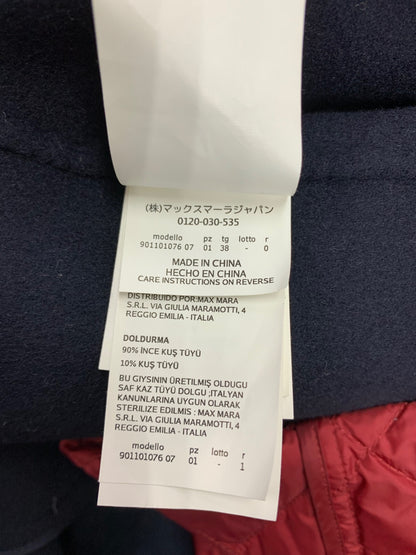 (株)マックスマーラジャパン
0120-030-535
modello pz tg lotto r
901101076 07 01 38 - 0
MADE IN CHINA
HECHO EN CHINA
CARE INSTRUCTIONS ON REVERSE
DISTRIBUIDO POR:MAX MARA
S.R.L. VIA GIULIA MARAMOTTI, 4
REGGIO EMILIA - ITALIA
DOLDURMA
90% İNCE KUŞ TÜYÜ
10% KUŞ TÜYÜ
BU GIYSININ ÜRETILMIŞ OLDUGU
SAF KAZ TÜYÜ DOLGU ;ITALYAN
KANUNLARINA UYGUN OLARAK
STERILIZE EDILMIS : MAX MARA
S.R.L. VIA GIULIA MARAMOTTI, 4
REGGIO EMILIA - ITALIA
modello pz lotto r
901101076 07 01 - 1